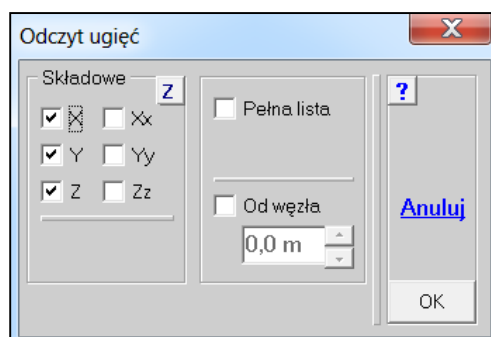 Odczyt ugięć X
Składowe Z
X Xx
Y Yy
Z Zz
Pełna lista
Od węzła
0,0 m
?
Anuluj
OK